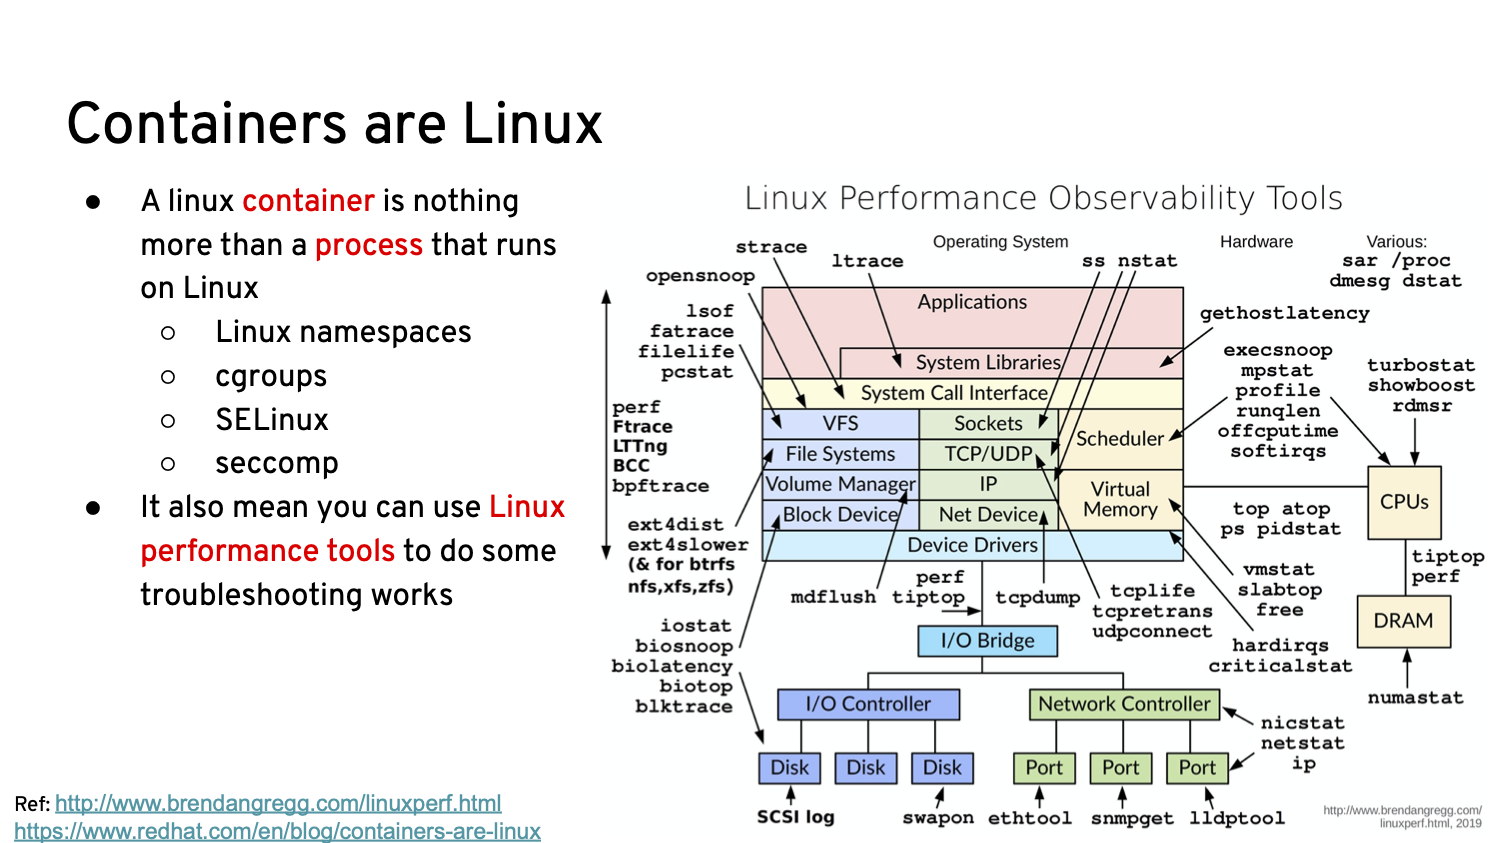 Containers are Linux
● A linux container is nothing
more than a process that runs
on Linux
○ Linux namespaces
○ cgroups
○ SELinux
○ seccomp
● It also mean you can use Linux
performance tools to do some
troubleshooting works
Ref: http://www.brendangregg.com/linuxperf.html
https://www.redhat.com/en/blog/containers-are-linux
Linux Performance Observability Tools
Operating System
Hardware
Various:
sar /proc
dmesg dstat
strace
ltrace
ss nstat
opensnoop
lsof
fatrace
filelife
pcstat
perf
Ftrace
LTTng
BCC
bpftrace
ext4dist
ext4slower
(& for btrfs
nfs,xfs,zfs)
iostat
biosnoop
biolatency
biotop
blktrace
Applications
System Libraries
System Call Interface
VFS
Sockets
Scheduler
File Systems
TCP/UDP
Volume Manager
IP
Virtual
Memory
Block Device
Net Device
Device Drivers
gethostlatency
execsnoop
mpstat
profile
runqlen
offcputime
softirqs
turbostat
showboost
rdmsr
CPUs
top atop
ps pidstat
tiptop
perf
DRAM
numastat
vmstat
slabtop
free
hardirqs
criticalstat
mdflush
perf
tiptop
tcpdump
tcplife
tcpretrans
udpconnect
I/O Bridge
I/O Controller
Network Controller
nicstat
netstat
ip
Disk
Disk
Disk
Port
Port
Port
SCSI log
swapon
ethtool
snmpget
lldptool
http://www.brendangregg.com/
linuxperf.html, 2019